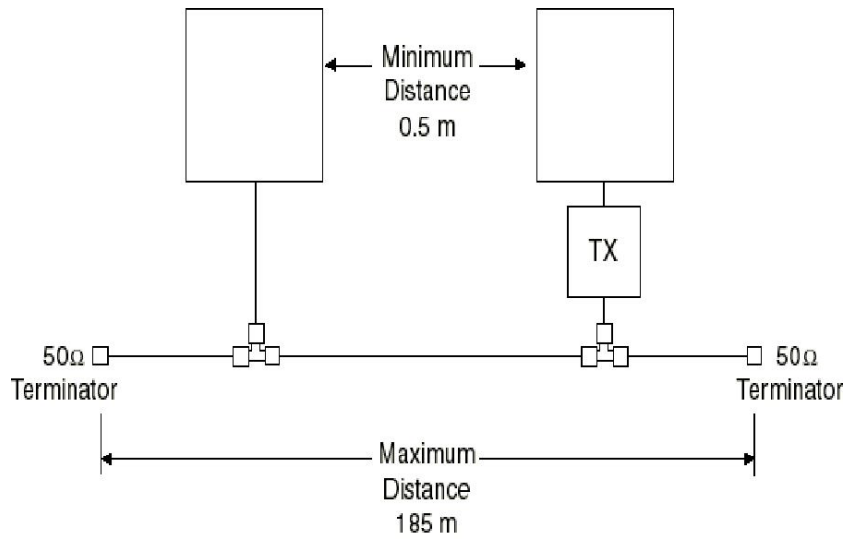 Minimum
Distance
0.5 m
TX
50Ω
Terminator
50Ω
Terminator
Maximum
Distance
185 m